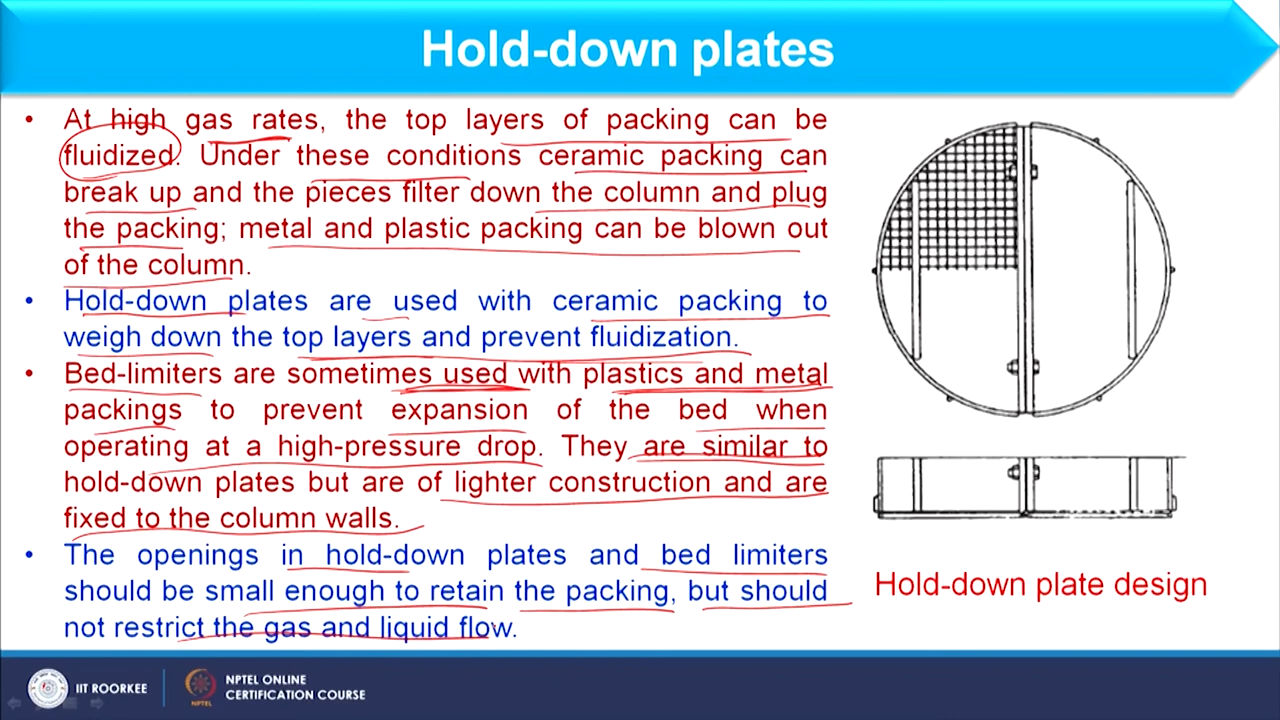 Hold-down plates
• At high gas rates, the top layers of packing can be
fluidized. Under these conditions ceramic packing can
break up and the pieces filter down the column and plug
the packing; metal and plastic packing can be blown out
of the column.
• Hold-down plates are used with ceramic packing to
weigh down the top layers and prevent fluidization.
• Bed-limiters are sometimes used with plastics and metal
packings to prevent expansion of the bed when
operating at a high-pressure drop. They are similar to
hold-down plates but are of lighter construction and are
fixed to the column walls.
• The openings in hold-down plates and bed limiters
should be small enough to retain the packing, but should
not restrict the gas and liquid flow.
Hold-down plate design
IIT ROORKEE
NPTEL
NPTEL ONLINE
CERTIFICATION COURSE